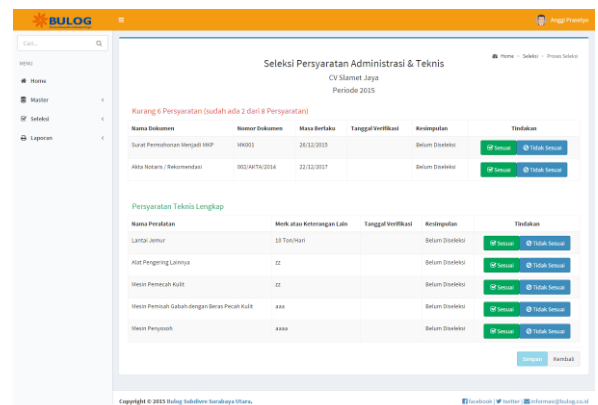 BULOG
Anggi Prasetyo
Cari...
MENU
Home
Master
Seleksi
Laporan
Home > Seleksi > Proses Seleksi
Seleksi Persyaratan Administrasi & Teknis
CV Slamet Jaya
Periode 2015
Kurang 6 Persyaratan (sudah ada 2 dari 8 Persyaratan)
Nama Dokumen Nomor Dokumen Masa Berlaku Tanggal Verifikasi Kesimpulan Tindakan
Surat Permohonan Menjadi MKP MK001 26/12/2015 Belum Diseleksi Sesuai Tidak Sesuai
Akta Notaris / Rekomendasi 002/AKTA/2014 22/12/2017 Belum Diseleksi Sesuai Tidak Sesuai
Persyaratan Teknis Lengkap
Nama Peralatan Merk atau Keterangan Lain Tanggal Verifikasi Kesimpulan Tindakan
Lantai Jemur 10 Ton/Hari Belum Diseleksi Sesuai Tidak Sesuai
Alat Pengering Lainnya zz Belum Diseleksi Sesuai Tidak Sesuai
Mesin Pemecah Kulit zz Belum Diseleksi Sesuai Tidak Sesuai
Mesin Pemisah Gabah dengan Beras Pecah Kulit aaa Belum Diseleksi Sesuai Tidak Sesuai
Mesin Penyosoh aaaa Belum Diseleksi Sesuai Tidak Sesuai
Simpan Kembali
Copyright © 2015 Bulog Subdivre Surabaya Utara. facebook | twitter | informasi@bulog.co.id